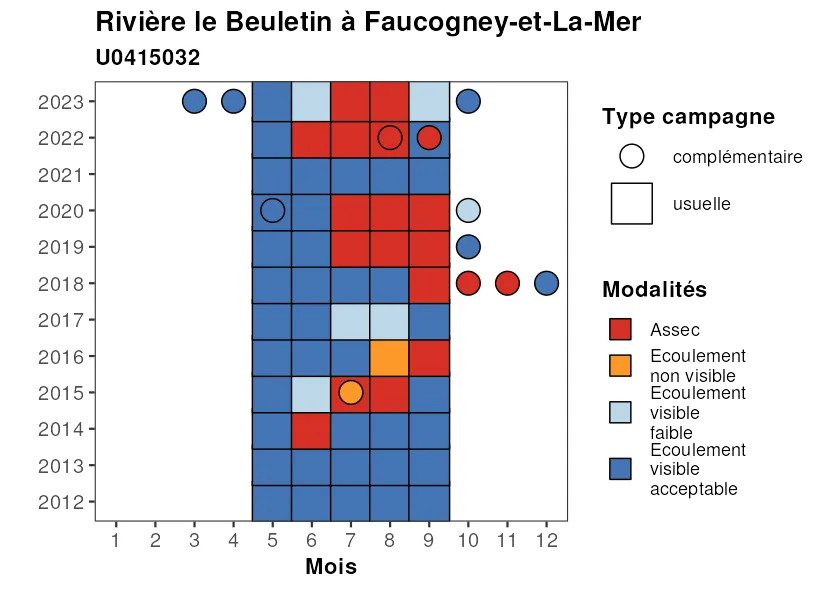 Rivière le Beuletin à Faucogney-et-La-Mer
U0415032
2023
2022
2021
2020
2019
2018
2017
2016
2015
2014
2013
2012
1 2 3 4 5 6 7 8 9 10 11 12
Mois
Type campagne
complémentaire
usuelle
Modalités
Assec
Ecoulement
non visible
Ecoulement
visible
faible
Ecoulement
visible
acceptable